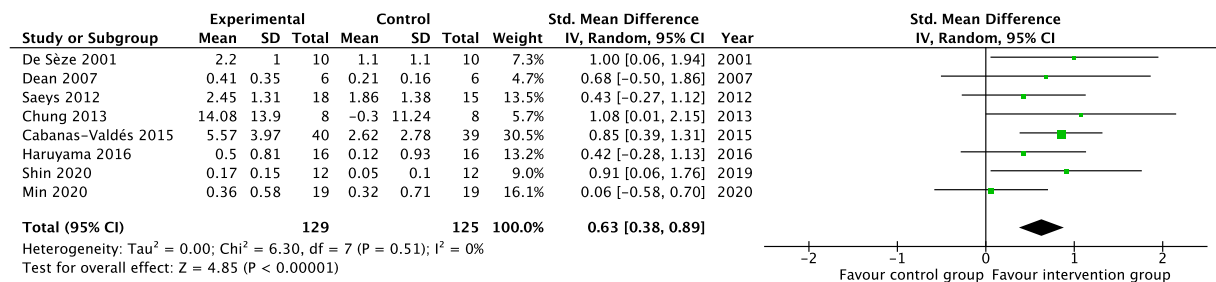 Experimental Control Std. Mean Difference Std. Mean Difference
Study or Subgroup Mean SD Total Mean SD Total Weight IV, Random, 95% CI Year IV, Random, 95% CI
De Sèze 2001 2.2 1 10 1.1 1.1 10 7.3% 1.00 [0.06, 1.94] 2001
Dean 2007 0.41 0.35 6 0.21 0.16 6 4.7% 0.68 [−0.50, 1.86] 2007
Saeys 2012 2.45 1.31 18 1.86 1.38 15 13.5% 0.43 [−0.27, 1.12] 2012
Chung 2013 14.08 13.9 8 −0.3 11.24 8 5.7% 1.08 [0.01, 2.15] 2013
Cabanas−Valdés 2015 5.57 3.97 40 2.62 2.78 39 30.5% 0.85 [0.39, 1.31] 2015
Haruyama 2016 0.5 0.81 16 0.12 0.93 16 13.2% 0.42 [−0.28, 1.13] 2016
Shin 2020 0.17 0.15 12 0.05 0.1 12 9.0% 0.91 [0.06, 1.76] 2019
Min 2020 0.36 0.58 19 0.32 0.71 19 16.1% 0.06 [−0.58, 0.70] 2020
Total (95% CI) 129 125 100.0% 0.63 [0.38, 0.89]
Heterogeneity: Tau² = 0.00; Chi² = 6.30, df = 7 (P = 0.51); I² = 0%
Test for overall effect: Z = 4.85 (P < 0.00001)
−2 −1 0 1 2
Favour control group Favour intervention group